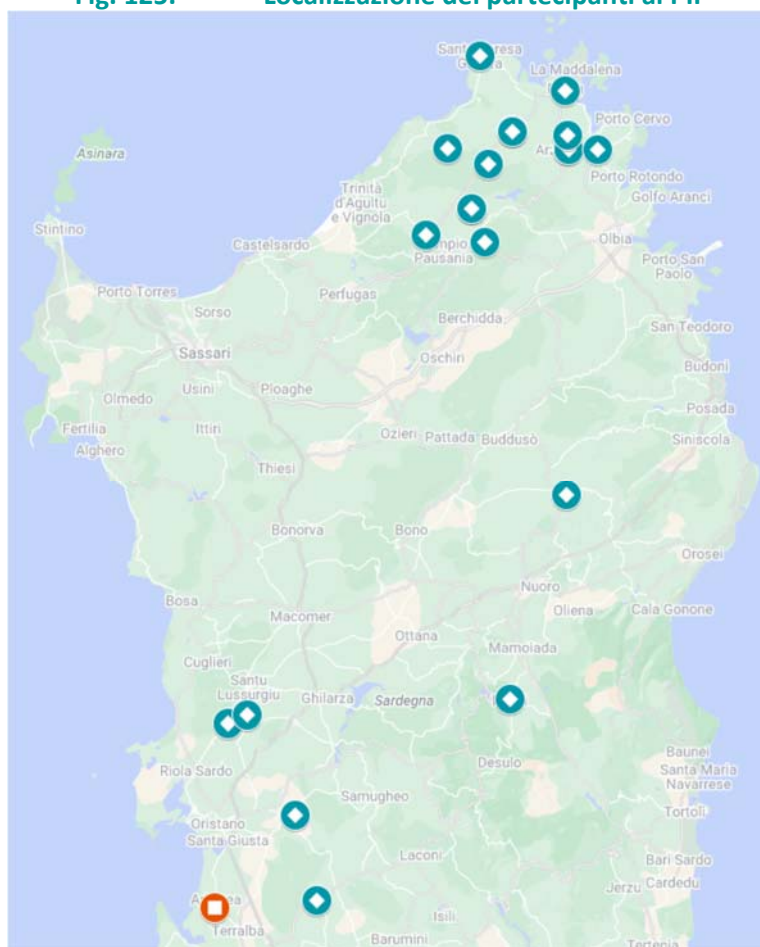 Fig. 125. Localizzazione dei partecipanti al PIF
La Maddalena
Porto Cervo
Asinara
Porto Rotondo
Trinità
d'Agultu
e Vignola
Golfo Aranci
Stintino
Castelsardo
Olbia
Pausania
Porto San
Paolo
Porto Torres
Perfugas
Sorso
Berchidda
San Teodoro
Sassari
Oschiri
Budoni
Usini
Ploaghe
Olmedo
Posada
Fertilia
Ittiri
Ozieri
Pattada
Buddusò
Siniscola
Alghero
Thiesi
Bonorva
Bono
Orosei
Nuoro
Bosa
Oliena
Cala Gonone
Macomer
Ottana
Mamoiada
Cuglieri
Santu
Lussurgiu
Ghilarza
Sardegna
Desulo
Baunei
Riola Sardo
Santa Maria
Navarrese
Samugheo
Oristano
Tortolì
Santa Giusta
Laconi
Bari Sardo
Jerzu
Cardedu
Isili
Terralba
Barumini
Tertenia